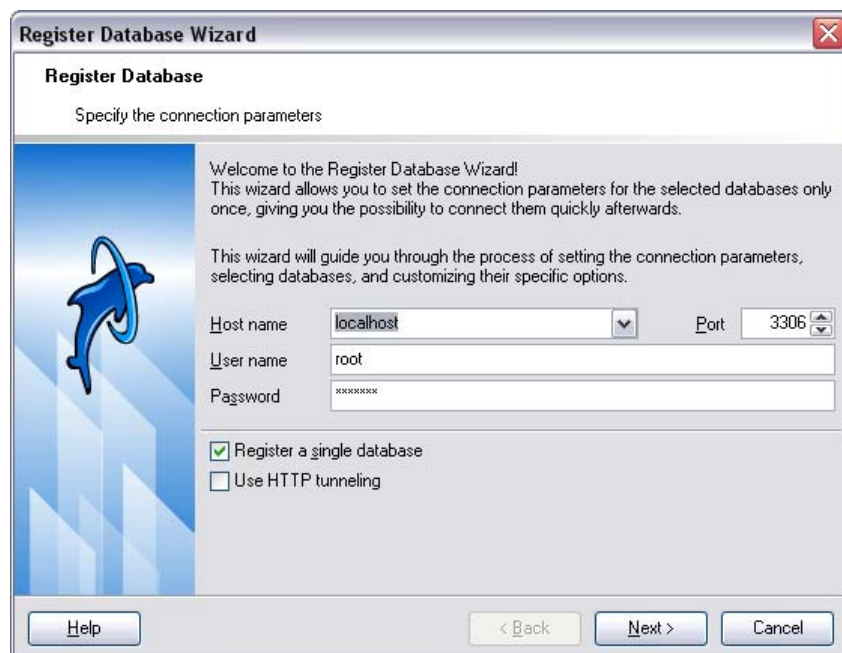 Register Database Wizard
Register Database
Specify the connection parameters
Welcome to the Register Database Wizard!
This wizard allows you to set the connection parameters for the selected databases only
once, giving you the possibility to connect them quickly afterwards.
This wizard will guide you through the process of setting the connection parameters,
selecting databases, and customizing their specific options.
Host name localhost Port 3306
User name root
Password *******
Register a single database
Use HTTP tunneling
Help < Back Next > Cancel